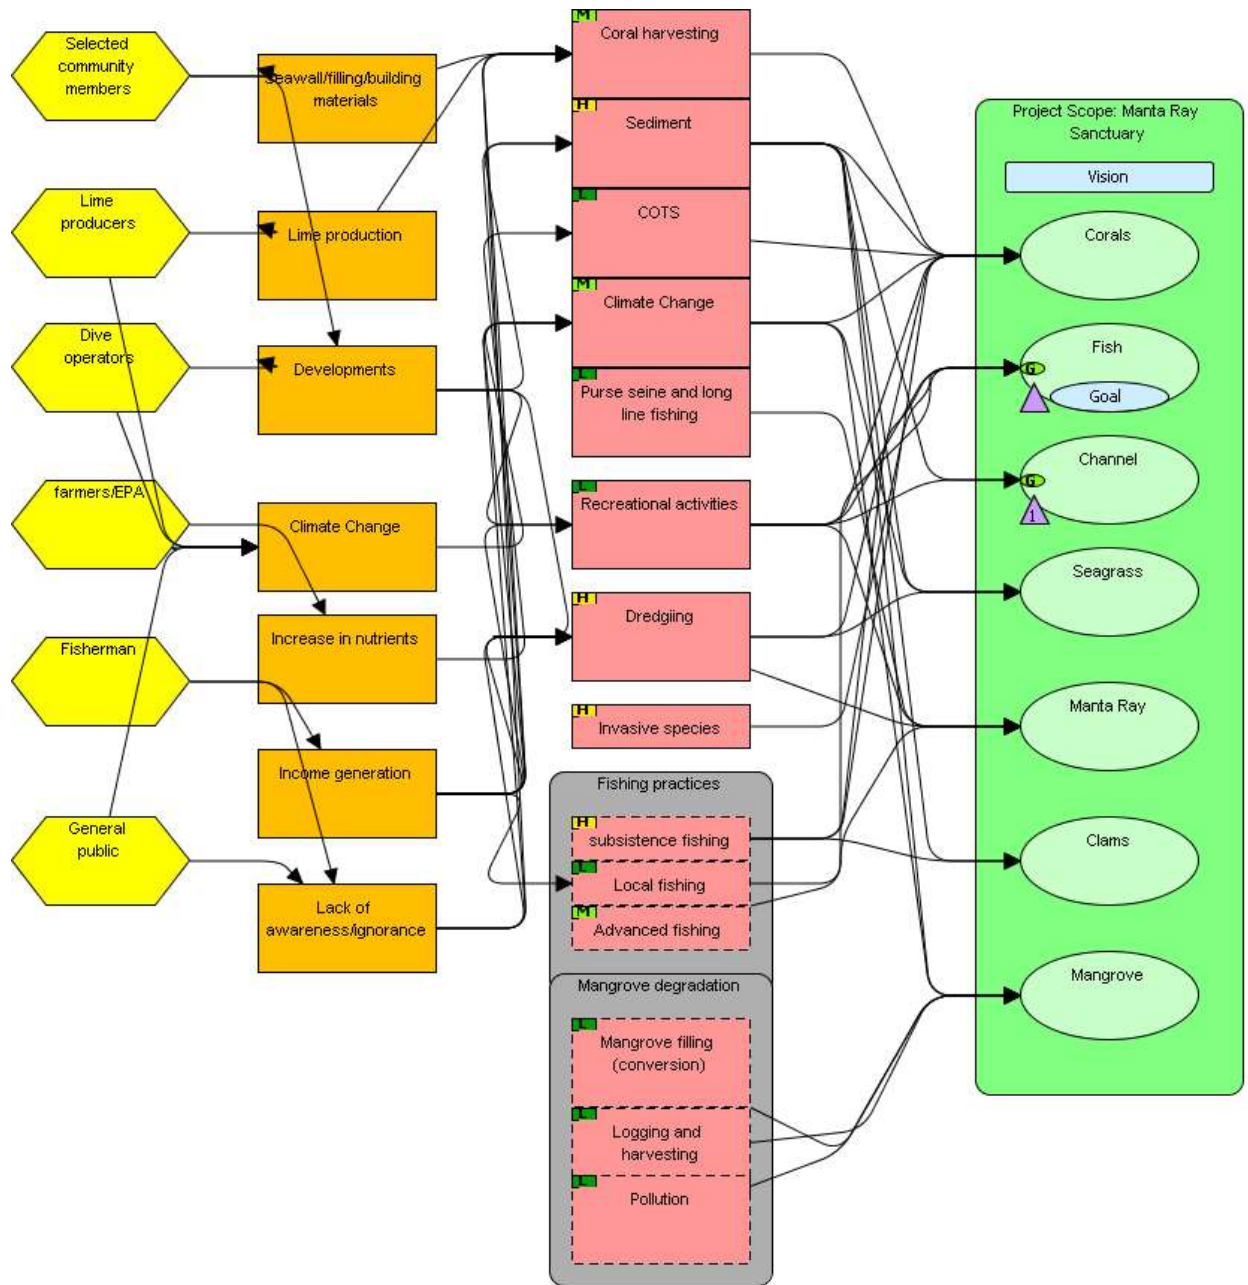 Selected
community
members
Lime
producers
Dive
operators
farmers/EPA
Fisherman
General
public
Seawall/filling/building
materials
Lime production
Developments
Climate Change
Increase in nutrients
Income generation
Lack of
awareness/ignorance
M
Coral harvesting
H
Sediment
L
COTS
M
Climate Change
L
Purse seine and long
line fishing
L
Recreational activities
H
Dredgiing
H
Invasive species
Fishing practices
H
subsistence fishing
L
Local fishing
M
Advanced fishing
Mangrove degradation
L
Mangrove filling
(conversion)
L
Logging and
harvesting
L
Pollution
Project Scope: Manta Ray
Sanctuary
Vision
Corals
Fish
G
Goal
Channel
G
1
Seagrass
Manta Ray
Clams
Mangrove